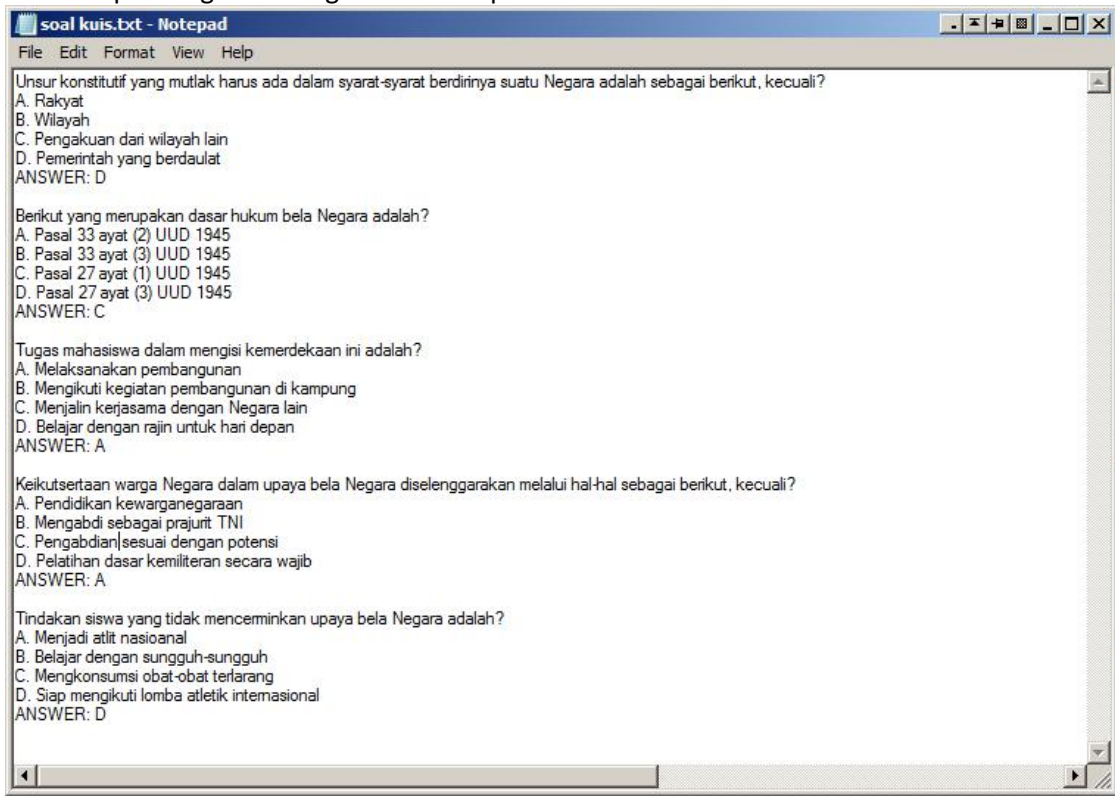 soal kuis.txt - Notepad
File Edit Format View Help
Unsur konstitutif yang mutlak harus ada dalam syarat-syarat berdirinya suatu Negara adalah sebagai berikut, kecuali?
A. Rakyat
B. Wilayah
C. Pengakuan dari wilayah lain
D. Pemerintah yang berdaulat
ANSWER: D
Berikut yang merupakan dasar hukum bela Negara adalah?
A. Pasal 33 ayat (2) UUD 1945
B. Pasal 33 ayat (3) UUD 1945
C. Pasal 27 ayat (1) UUD 1945
D. Pasal 27 ayat (3) UUD 1945
ANSWER: C
Tugas mahasiswa dalam mengisi kemerdekaan ini adalah?
A. Melaksanakan pembangunan
B. Mengikuti kegiatan pembangunan di kampung
C. Menjalin kerjasama dengan Negara lain
D. Belajar dengan rajin untuk hari depan
ANSWER: A
Keikutsertaan warga Negara dalam upaya bela Negara diselenggarakan melalui hal-hal sebagai berikut, kecuali?
A. Pendidikan kewarganegaraan
B. Mengabdi sebagai prajurit TNI
C. Pengabdian sesuai dengan potensi
D. Pelatihan dasar kemiliteran secara wajib
ANSWER: A
Tindakan siswa yang tidak mencerminkan upaya bela Negara adalah?
A. Menjadi atlit nasioanal
B. Belajar dengan sungguh-sungguh
C. Mengkonsumsi obat-obat terlarang
D. Siap mengikuti lomba atletik internasional
ANSWER: D